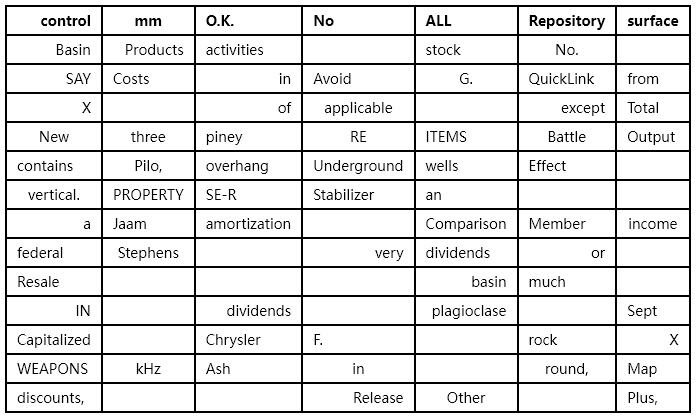 control mm O.K. No ALL Repository surface
Basin Products activities stock No.
SAY Costs in Avoid G. QuickLink from
X of applicable except Total
New three piney RE ITEMS Battle Output
contains Pilo, overhang Underground wells Effect
vertical. PROPERTY SE-R Stabilizer an
a Jaam amortization Comparison Member income
federal Stephens very dividends or
Resale basin much
IN dividends plagioclase Sept
Capitalized Chrysler F. rock X
WEAPONS kHz Ash in round, Map
discounts, Release Other Plus,